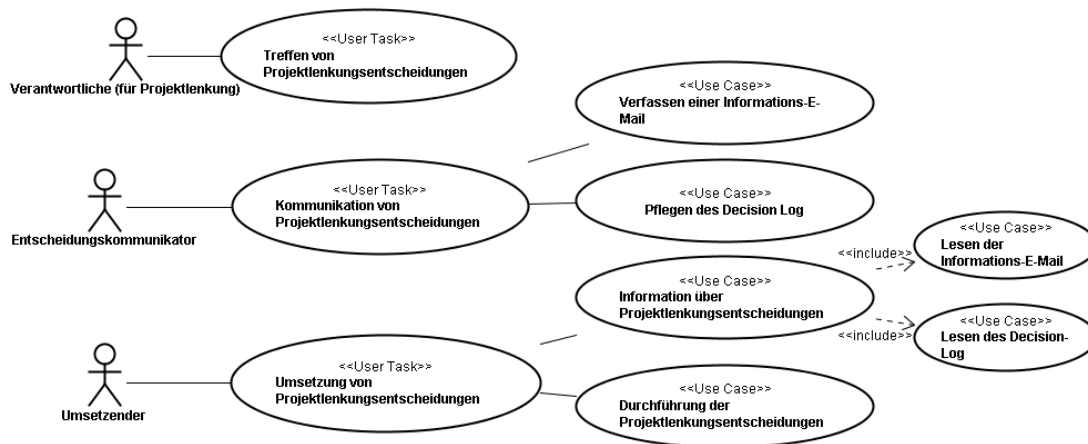 <<User Task>>
Treffen von
Projektlenkungsentscheidungen
Verantwortliche (für Projektlenkung)
<<Use Case>>
Verfassen einer Informations-E-
Mail
<<User Task>>
Kommunikation von
Projektlenkungsentscheidungen
Entscheidungskommunikator
<<Use Case>>
Pflegen des Decision Log
<<Use Case>>
Lesen der
Informations-E-Mail
<<include>>
<<Use Case>>
Information über
Projektlenkungsentscheidungen
<<include>>
<<Use Case>>
Lesen des Decision-
Log
<<User Task>>
Umsetzung von
Projektlenkungsentscheidungen
Umsetzender
<<Use Case>>
Durchführung der
Projektlenkungsentscheidungen